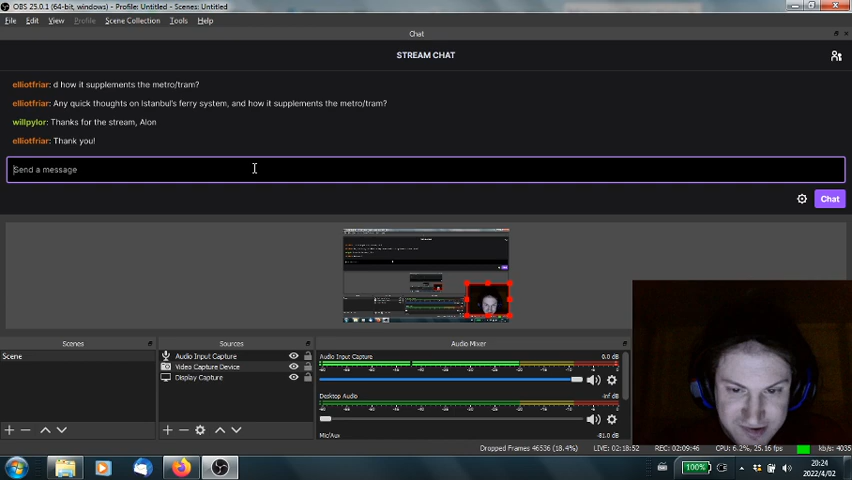 OBS 25.0.1 (64-bit, windows) - Profile: Untitled - Scenes: Untitled
File Edit View Profile Scene Collection Tools Help
Chat
STREAM CHAT
elliotfriar: d how it supplements the metro/tram?
elliotfriar: Any quick thoughts on Istanbul's ferry system, and how it supplements the metro/tram?
willpylor: Thanks for the stream, Alon
elliotfriar: Thank you!
Send a message
Chat
Scenes Sources Audio Mixer
Scene Audio Input Capture Audio Input Capture 0.0 dB
Video Capture Device
Display Capture
Desktop Audio -inf dB
Mic/Aux -81.0 dB
Dropped Frames 46536 (18.4%) LIVE: 02:18:52 REC: 02:09:46 CPU: 6.2%, 25.16 fps kb/s: 4035
100% 20:24
2022/4/02